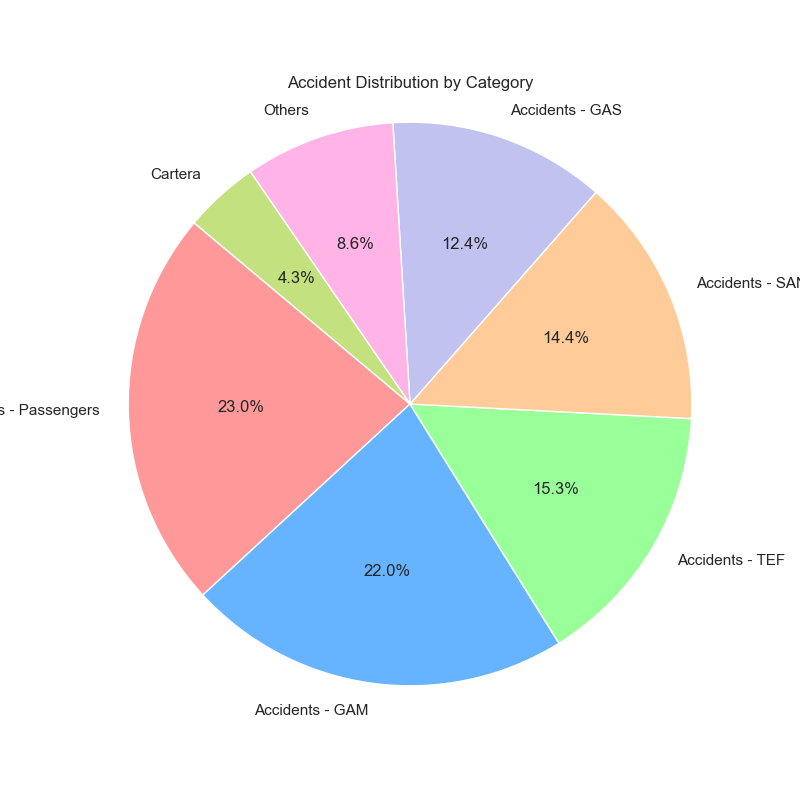 Accident Distribution by Category
Others
Accidents - GAS
Cartera
8.6%
12.4%
4.3%
Accidents - SAN
14.4%
23.0%
s - Passengers
15.3%
22.0%
Accidents - TEF
Accidents - GAM